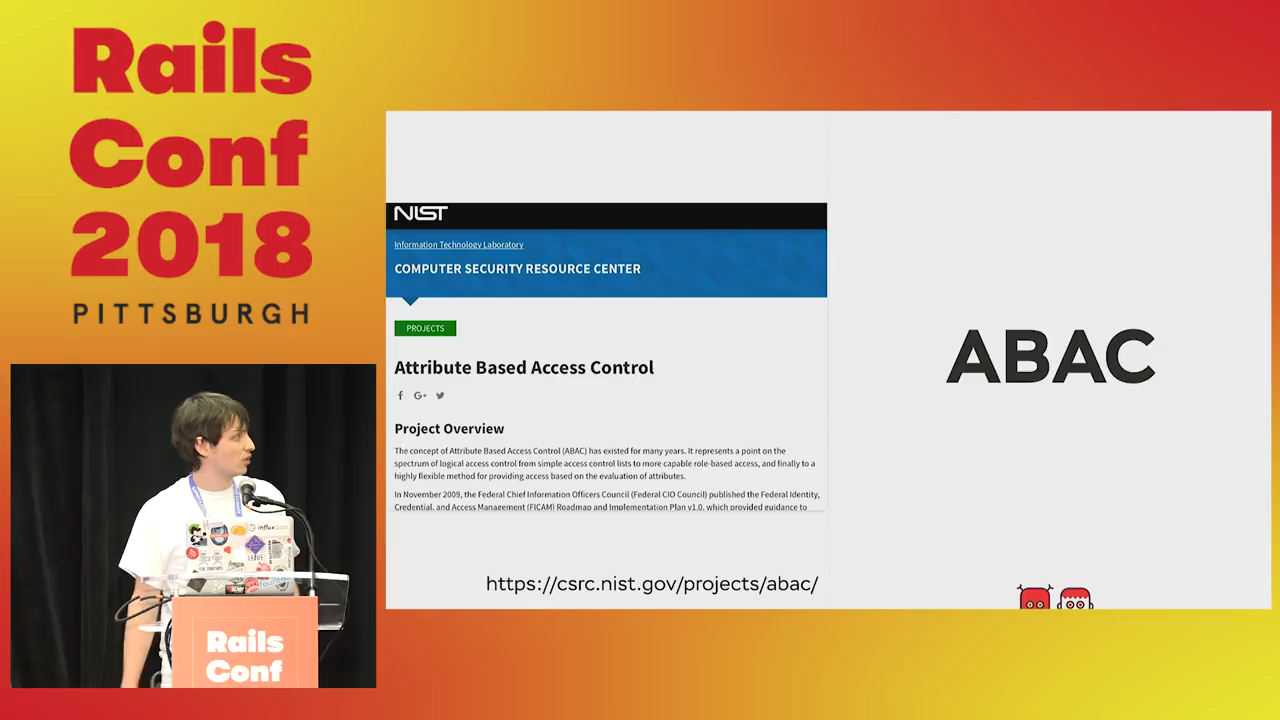 Rails
Conf
2018
PITTSBURGH
NIST
Information Technology Laboratory
COMPUTER SECURITY RESOURCE CENTER
PROJECTS
Attribute Based Access Control
Project Overview
The concept of Attribute Based Access Control (ABAC) has existed for many years. It represents a point on the
spectrum of logical access control from simple access control lists to more capable role-based access, and finally to a
highly flexible method for providing access based on the evaluation of attributes.
In November 2009, the Federal Chief Information Officers Council (Federal CIO Council) published the Federal Identity,
Credential, and Access Management (FICAM) Roadmap and Implementation Plan v1.0, which provided guidance to
https://csrc.nist.gov/projects/abac/
ABAC
influx
Rails
Conf